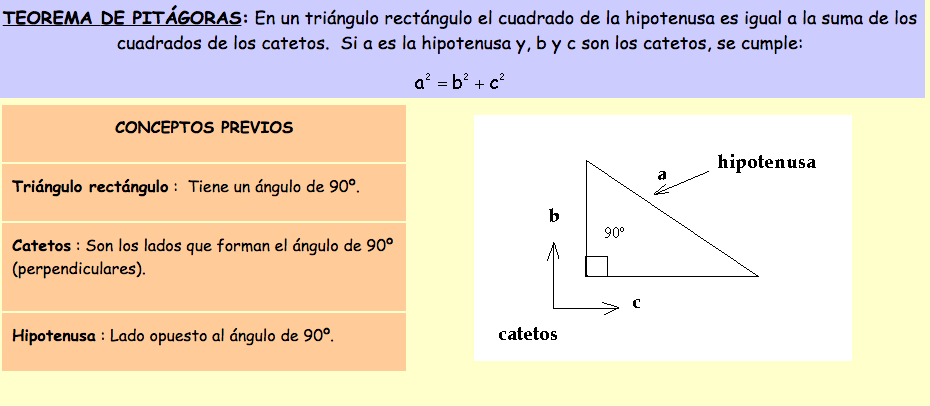 TEOREMA DE PITÁGORAS: En un triángulo rectángulo el cuadrado de la hipotenusa es igual a la suma de los
cuadrados de los catetos. Si a es la hipotenusa y, b y c son los catetos, se cumple:
a² = b² + c²
CONCEPTOS PREVIOS
Triángulo rectángulo : Tiene un ángulo de 90º.
Catetos : Son los lados que forman el ángulo de 90º
(perpendiculares).
Hipotenusa : Lado opuesto al ángulo de 90º.
hipotenusa
a
b
90º
c
catetos